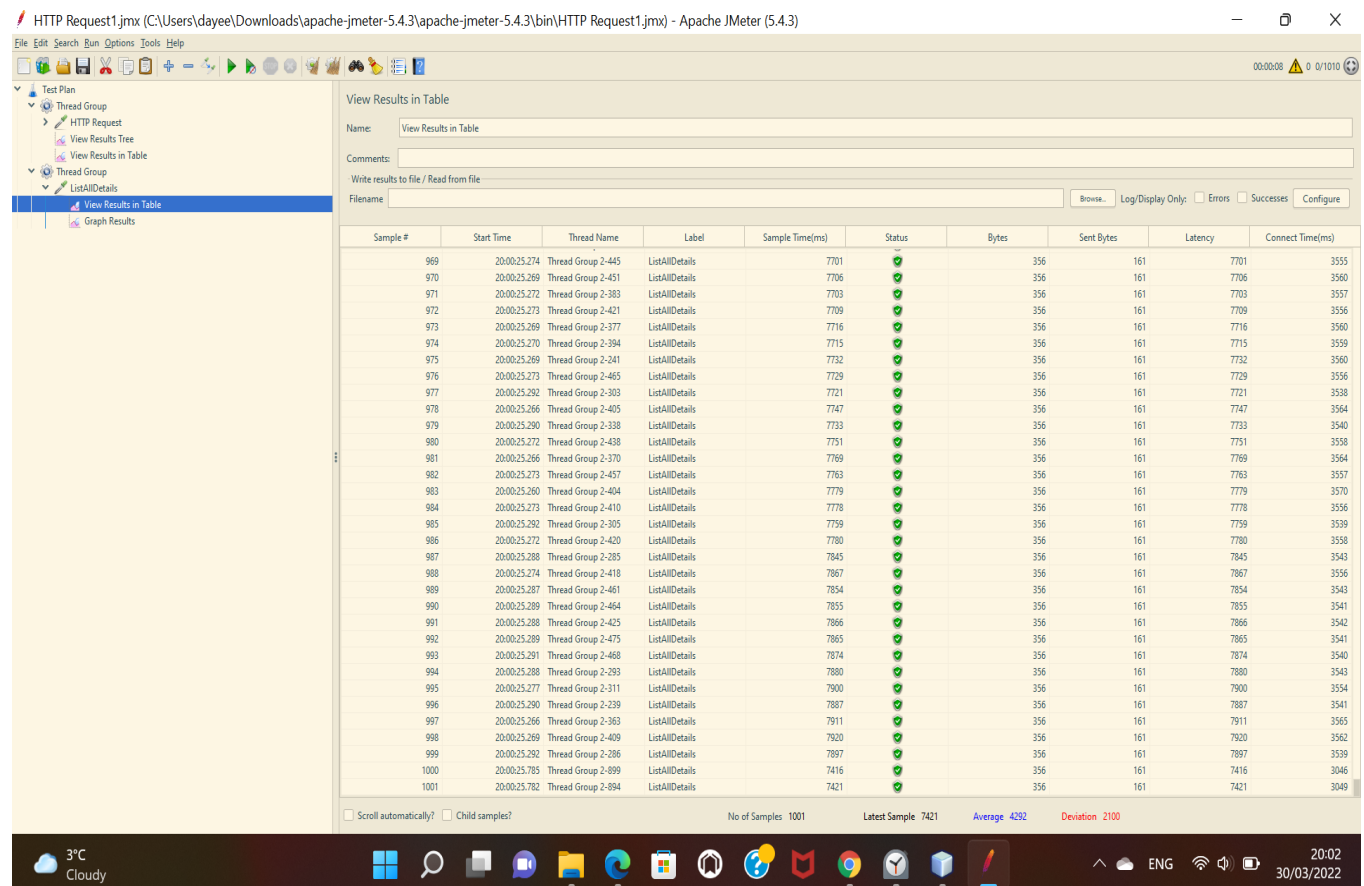 HTTP Request1.jmx (C:\Users\dayee\Downloads\apache-jmeter-5.4.3\apache-jmeter-5.4.3\bin\HTTP Request1.jmx) - Apache JMeter (5.4.3)
File Edit Search Run Options Tools Help
00:00:08 0 0/1010
Test Plan
Thread Group
HTTP Request
View Results Tree
View Results in Table
Thread Group
ListAllDetails
View Results in Table
Graph Results
View Results in Table
Name: View Results in Table
Comments:
Write results to file / Read from file
Filename Browse... Log/Display Only: Errors Successes Configure
Sample # Start Time Thread Name Label Sample Time(ms) Status Bytes Sent Bytes Latency Connect Time(ms)
969 20:00:25.274 Thread Group 2-445 ListAllDetails 7701 356 161 7701 3555
970 20:00:25.269 Thread Group 2-451 ListAllDetails 7706 356 161 7706 3560
971 20:00:25.272 Thread Group 2-383 ListAllDetails 7703 356 161 7703 3557
972 20:00:25.273 Thread Group 2-421 ListAllDetails 7709 356 161 7709 3556
973 20:00:25.269 Thread Group 2-377 ListAllDetails 7716 356 161 7716 3560
974 20:00:25.270 Thread Group 2-394 ListAllDetails 7715 356 161 7715 3559
975 20:00:25.269 Thread Group 2-241 ListAllDetails 7732 356 161 7732 3560
976 20:00:25.273 Thread Group 2-465 ListAllDetails 7729 356 161 7729 3556
977 20:00:25.292 Thread Group 2-303 ListAllDetails 7721 356 161 7721 3538
978 20:00:25.266 Thread Group 2-405 ListAllDetails 7747 356 161 7747 3564
979 20:00:25.290 Thread Group 2-338 ListAllDetails 7733 356 161 7733 3540
980 20:00:25.272 Thread Group 2-438 ListAllDetails 7751 356 161 7751 3558
981 20:00:25.266 Thread Group 2-370 ListAllDetails 7769 356 161 7769 3564
982 20:00:25.273 Thread Group 2-457 ListAllDetails 7763 356 161 7763 3557
983 20:00:25.260 Thread Group 2-404 ListAllDetails 7779 356 161 7779 3570
984 20:00:25.273 Thread Group 2-410 ListAllDetails 7778 356 161 7778 3556
985 20:00:25.292 Thread Group 2-305 ListAllDetails 7759 356 161 7759 3539
986 20:00:25.272 Thread Group 2-420 ListAllDetails 7780 356 161 7780 3558
987 20:00:25.288 Thread Group 2-285 ListAllDetails 7845 356 161 7845 3543
988 20:00:25.274 Thread Group 2-418 ListAllDetails 7867 356 161 7867 3556
989 20:00:25.287 Thread Group 2-461 ListAllDetails 7854 356 161 7854 3543
990 20:00:25.289 Thread Group 2-464 ListAllDetails 7855 356 161 7855 3541
991 20:00:25.288 Thread Group 2-425 ListAllDetails 7866 356 161 7866 3542
992 20:00:25.289 Thread Group 2-475 ListAllDetails 7865 356 161 7865 3541
993 20:00:25.291 Thread Group 2-468 ListAllDetails 7874 356 161 7874 3540
994 20:00:25.288 Thread Group 2-293 ListAllDetails 7880 356 161 7880 3543
995 20:00:25.277 Thread Group 2-311 ListAllDetails 7900 356 161 7900 3554
996 20:00:25.290 Thread Group 2-239 ListAllDetails 7887 356 161 7887 3541
997 20:00:25.266 Thread Group 2-363 ListAllDetails 7911 356 161 7911 3565
998 20:00:25.269 Thread Group 2-409 ListAllDetails 7920 356 161 7920 3562
999 20:00:25.292 Thread Group 2-286 ListAllDetails 7897 356 161 7897 3539
1000 20:00:25.785 Thread Group 2-899 ListAllDetails 7416 356 161 7416 3046
1001 20:00:25.782 Thread Group 2-894 ListAllDetails 7421 356 161 7421 3049
Scroll automatically? Child samples? No of Samples 1001 Latest Sample 7421 Average 4292 Deviation 2100
3°C
Cloudy
ENG
20:02
30/03/2022